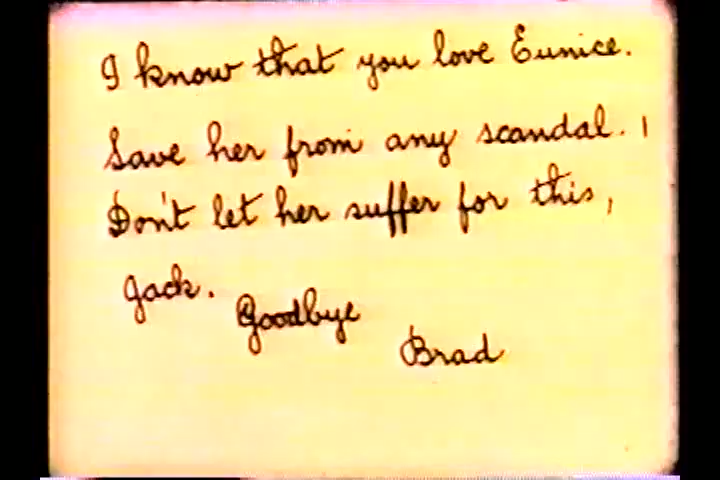 I know that you love Eunice.
Save her from any scandal.
Don't let her suffer for this,
Jack.
Goodbye
Brad